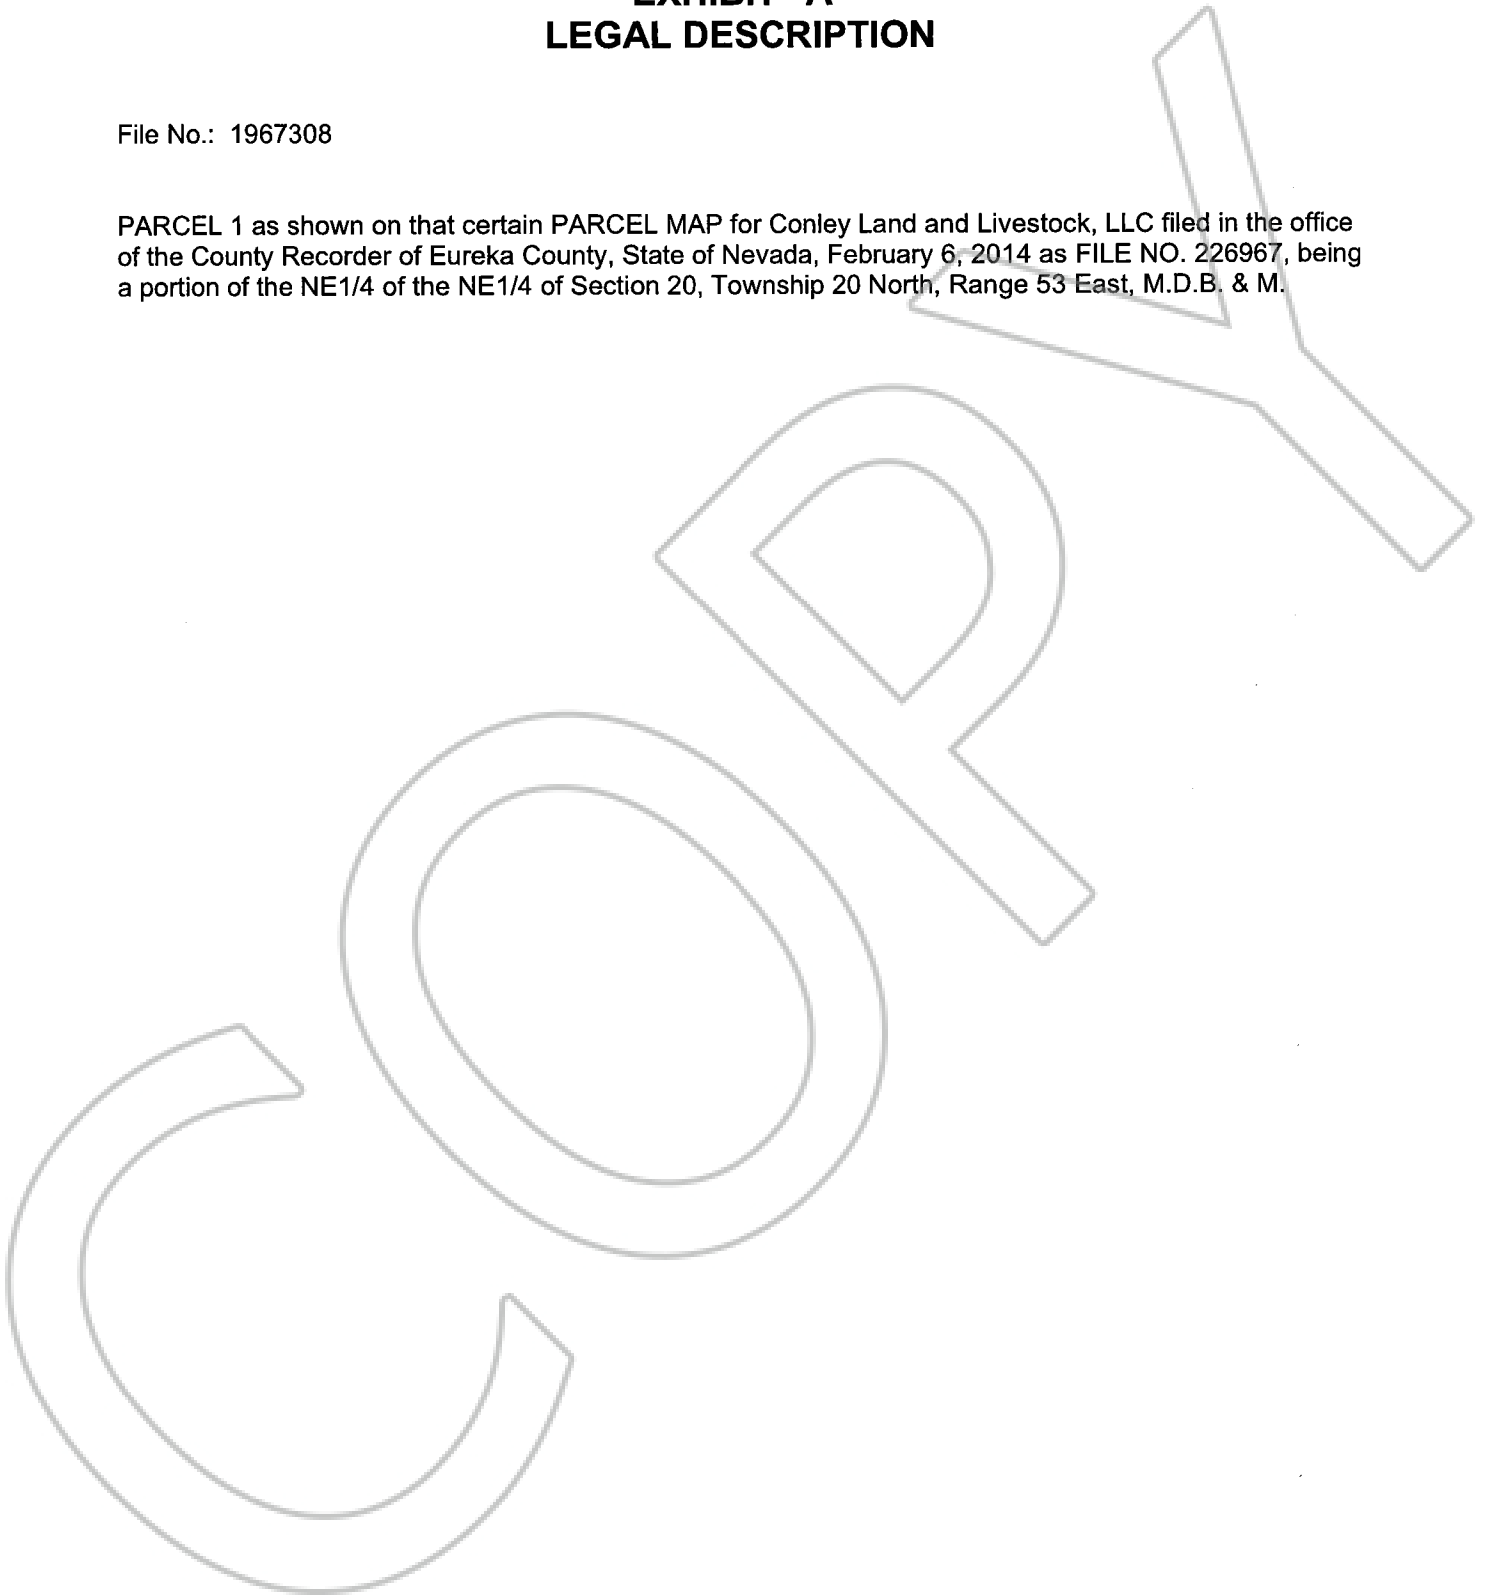 EXHIBIT "A"
LEGAL DESCRIPTION
File No.: 1967308
PARCEL 1 as shown on that certain PARCEL MAP for Conley Land and Livestock, LLC filed in the office
of the County Recorder of Eureka County, State of Nevada, February 6, 2014 as FILE NO. 226967, being
a portion of the NE1/4 of the NE1/4 of Section 20, Township 20 North, Range 53 East, M.D.B. & M.
COPY